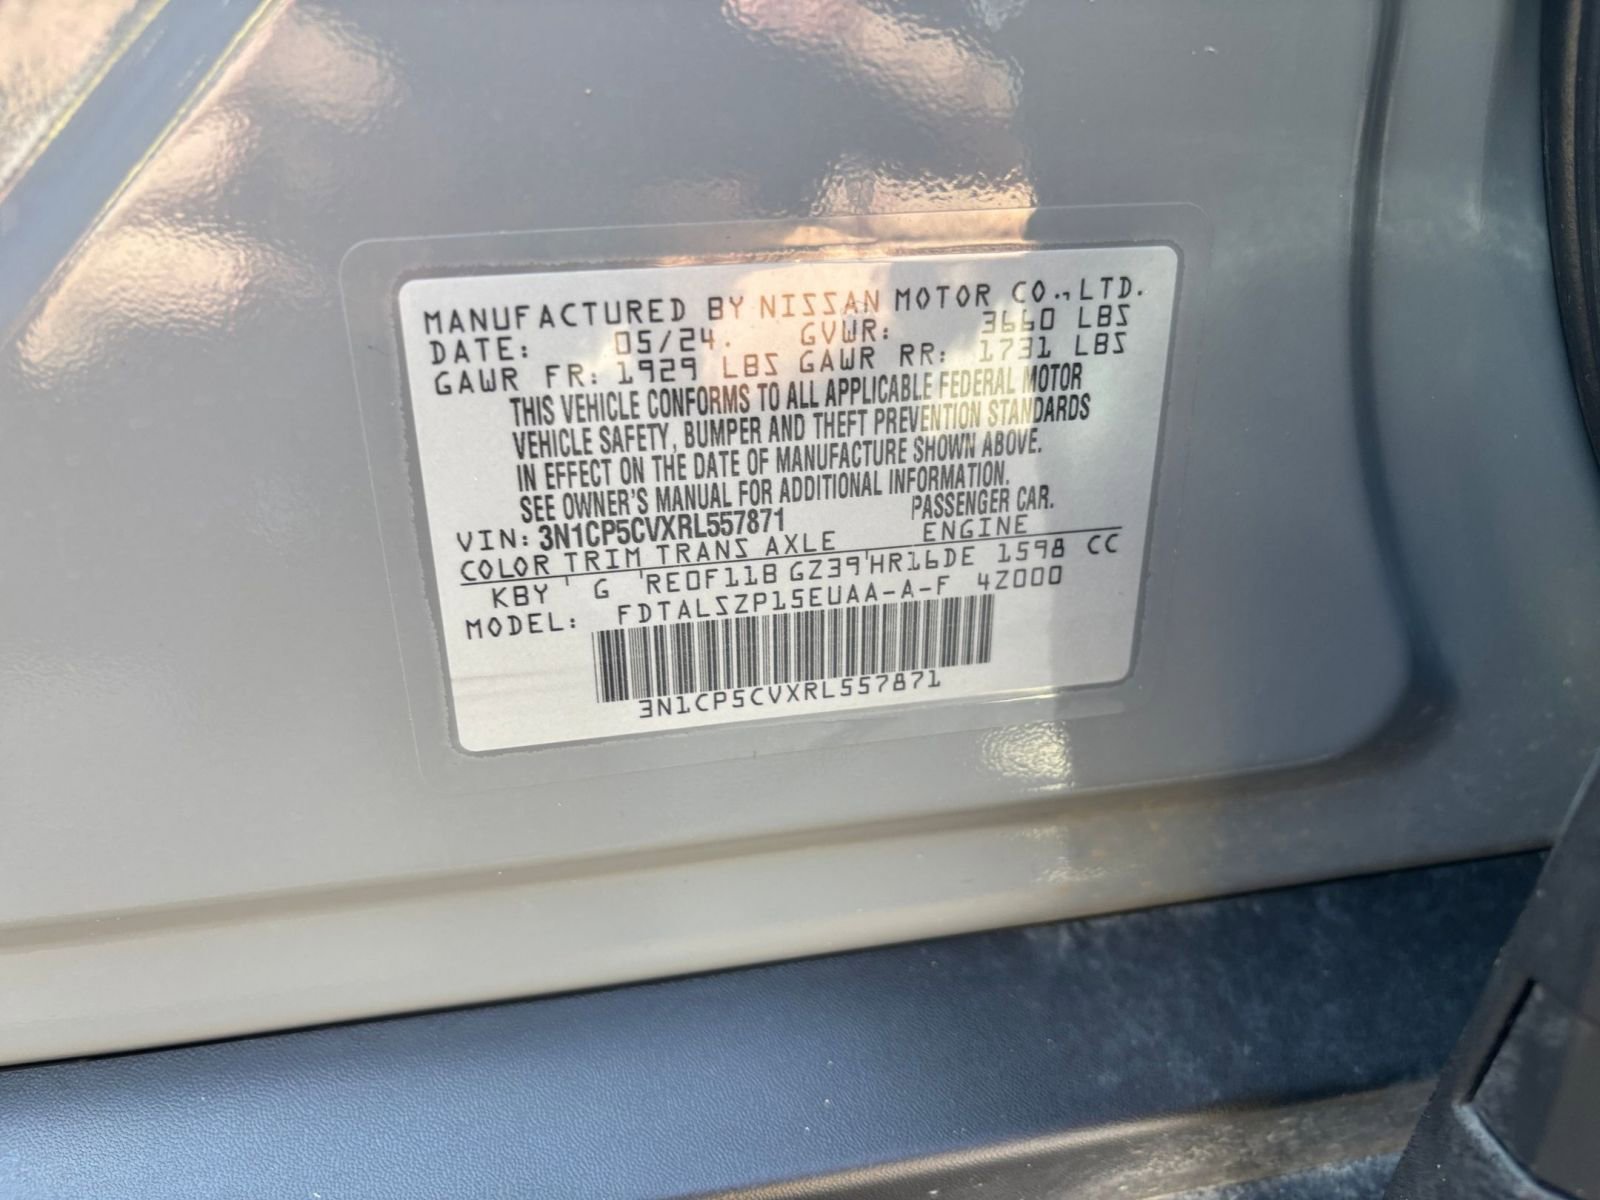 MANUFACTURED BY NISSAN MOTOR CO.,LTD.
DATE: 05/24. GVWR: 3660 LBS
GAWR FR: 1929 LBS GAWR RR: 1731 LBS
THIS VEHICLE CONFORMS TO ALL APPLICABLE FEDERAL MOTOR
VEHICLE SAFETY, BUMPER AND THEFT PREVENTION STANDARDS
IN EFFECT ON THE DATE OF MANUFACTURE SHOWN ABOVE.
SEE OWNER'S MANUAL FOR ADDITIONAL INFORMATION.
VIN: 3N1CP5CVXRL557871 PASSENGER CAR.
COLOR TRIM TRANS AXLE ENGINE
KBY G RE0F11B GZ39 HR16DE 1598 CC
MODEL: FDTALSZP15EUAA-A-F 4Z000
3N1CP5CVXRL557871